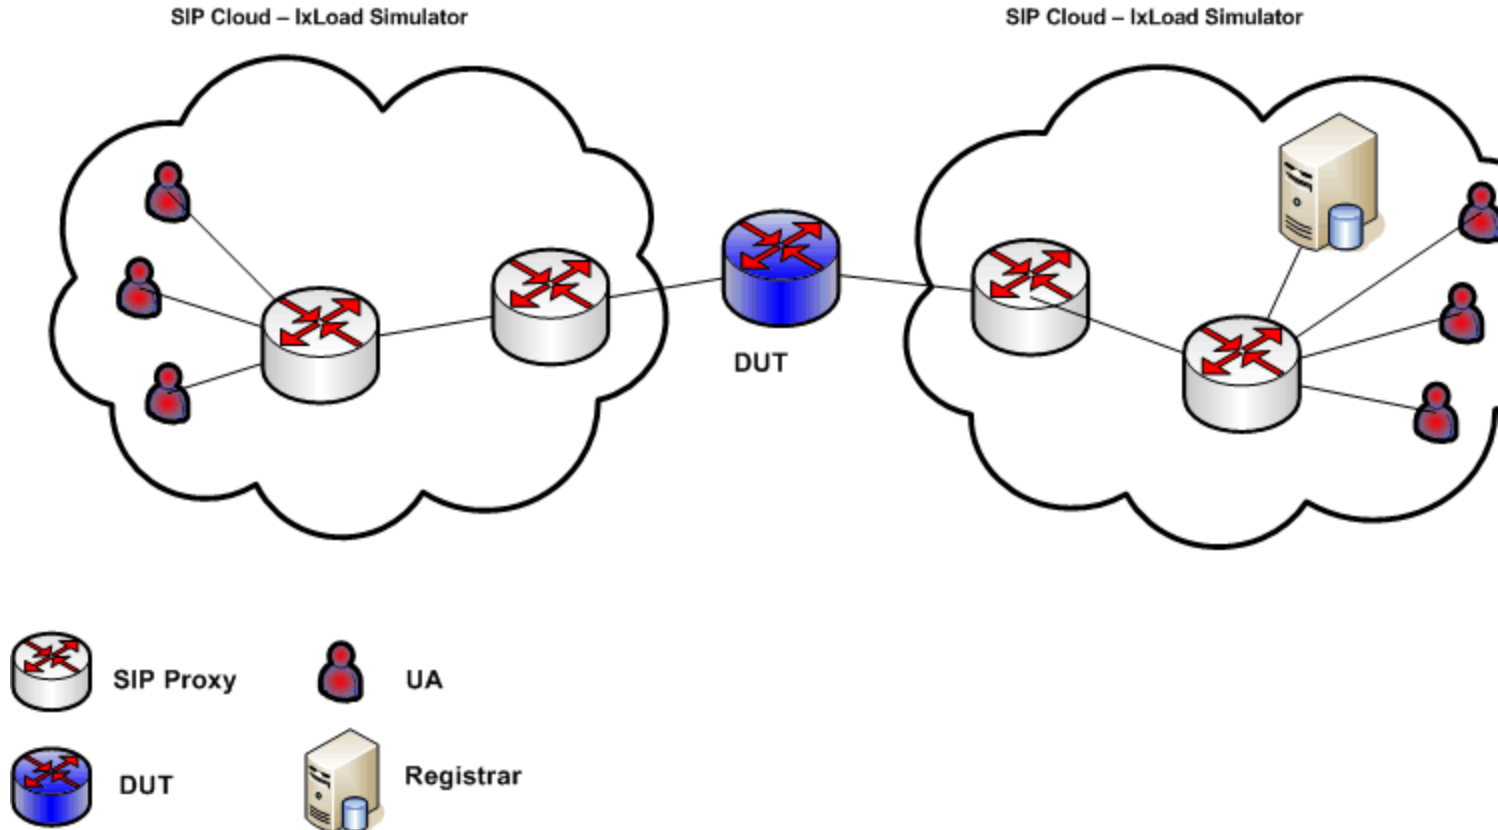 SIP Cloud – IxLoad Simulator
SIP Cloud – IxLoad Simulator
DUT
SIP Proxy
UA
DUT
Registrar